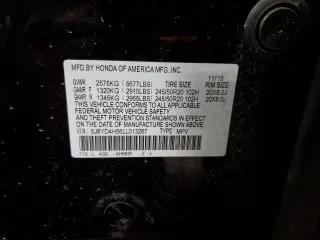 MFD.BY HONDA OF AMERICA MFG.,INC. 11/19
GVWR 2575KG (5677LBS) TIRE SIZE RIM SIZE
GAWR F 1320KG (2910LBS) 245/50R20 102H 20X8.0J
GAWR R 1345KG (2965LBS) 245/50R20 102H 20X8.0J
THIS VEHICLE CONFORMS TO ALL APPLICABLE
FEDERAL MOTOR VEHICLE SAFETY
AND THEFT PREVENTION STANDARDS IN EFFECT
ON THE DATE OF MANUFACTURE SHOWN ABOVE.
5J8YD4H56LL013287 TYPE MPV